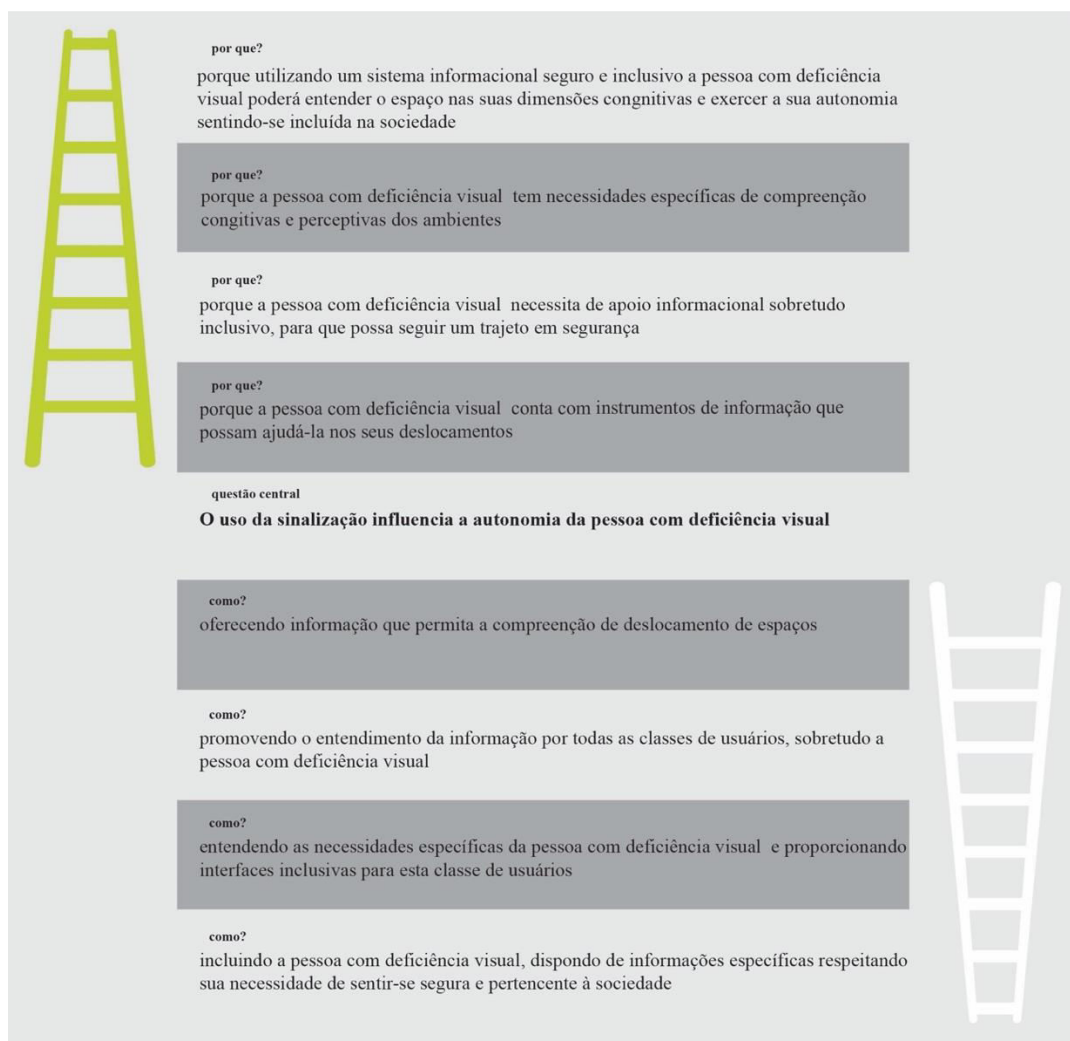 por que?
porque utilizando um sistema informacional seguro e inclusivo a pessoa com deficiência
visual poderá entender o espaço nas suas dimensões congnitivas e exercer a sua autonomia
sentindo-se incluída na sociedade
por que?
porque a pessoa com deficiência visual tem necessidades específicas de compreenção
congitivas e perceptivas dos ambientes
por que?
porque a pessoa com deficiência visual necessita de apoio informacional sobretudo
inclusivo, para que possa seguir um trajeto em segurança
por que?
porque a pessoa com deficiência visual conta com instrumentos de informação que
possam ajudá-la nos seus deslocamentos
questão central
O uso da sinalização influencia a autonomia da pessoa com deficiência visual
como?
oferecendo informação que permita a compreenção de deslocamento de espaços
como?
promovendo o entendimento da informação por todas as classes de usuários, sobretudo a
pessoa com deficiência visual
como?
entendendo as necessidades específicas da pessoa com deficiência visual e proporcionando
interfaces inclusivas para esta classe de usuários
como?
incluindo a pessoa com deficiência visual, dispondo de informações específicas respeitando
sua necessidade de sentir-se segura e pertencente à sociedade